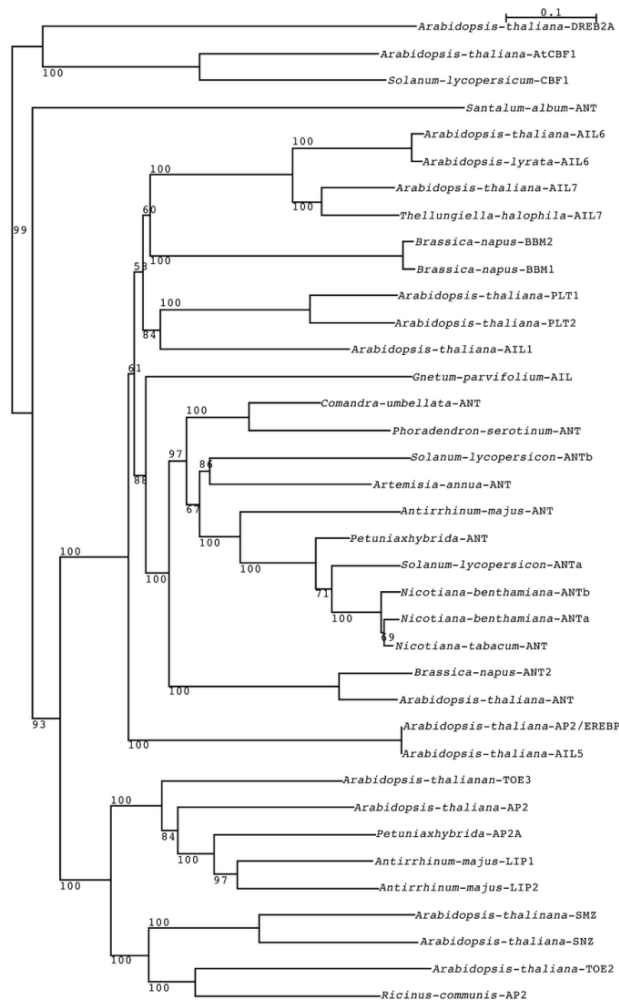 0.1
Arabidopsis-thaliana-DREB2A
Arabidopsis-thaliana-AtCBF1
100
Solanum-lycopersicum-CBF1
Santalum-album-ANT
Arabidopsis-thaliana-AIL6
100
Arabidopsis-lyrata-AIL6
100
Arabidopsis-thaliana-AIL7
100
Thellungiella-halophila-AIL7
60
99
Brassica-napus-BBM2
100
Brassica-napus-BBM1
53
Arabidopsis-thaliana-PLT1
100
Arabidopsis-thaliana-PLT2
84
Arabidopsis-thaliana-AIL1
61
Gnetum-parvifolium-AIL
Comandra-umbellata-ANT
100
Phoradendron-serotinum-ANT
97
Solanum-lycopersicon-ANTb
86
88
Artemisia-annua-ANT
67
Antirrhinum-majus-ANT
100
Petuniaxhybrida-ANT
100
100
Solanum-lycopersicon-ANTa
100
71
Nicotiana-benthamiana-ANTb
100
Nicotiana-benthamiana-ANTa
69
Nicotiana-tabacum-ANT
Brassica-napus-ANT2
100
Arabidopsis-thaliana-ANT
93
Arabidopsis-thaliana-AP2/EREBP
100
Arabidopsis-thaliana-AIL5
Arabidopsis-thalianan-TOE3
100
Arabidopsis-thaliana-AP2
84
Petuniaxhybrida-AP2A
100
Antirrhinum-majus-LIP1
97
100
Antirrhinum-majus-LIP2
Arabidopsis-thalinana-SMZ
100
Arabidopsis-thaliana-SNZ
100
Arabidopsis-thaliana-TOE2
100
Ricinus-communis-AP2